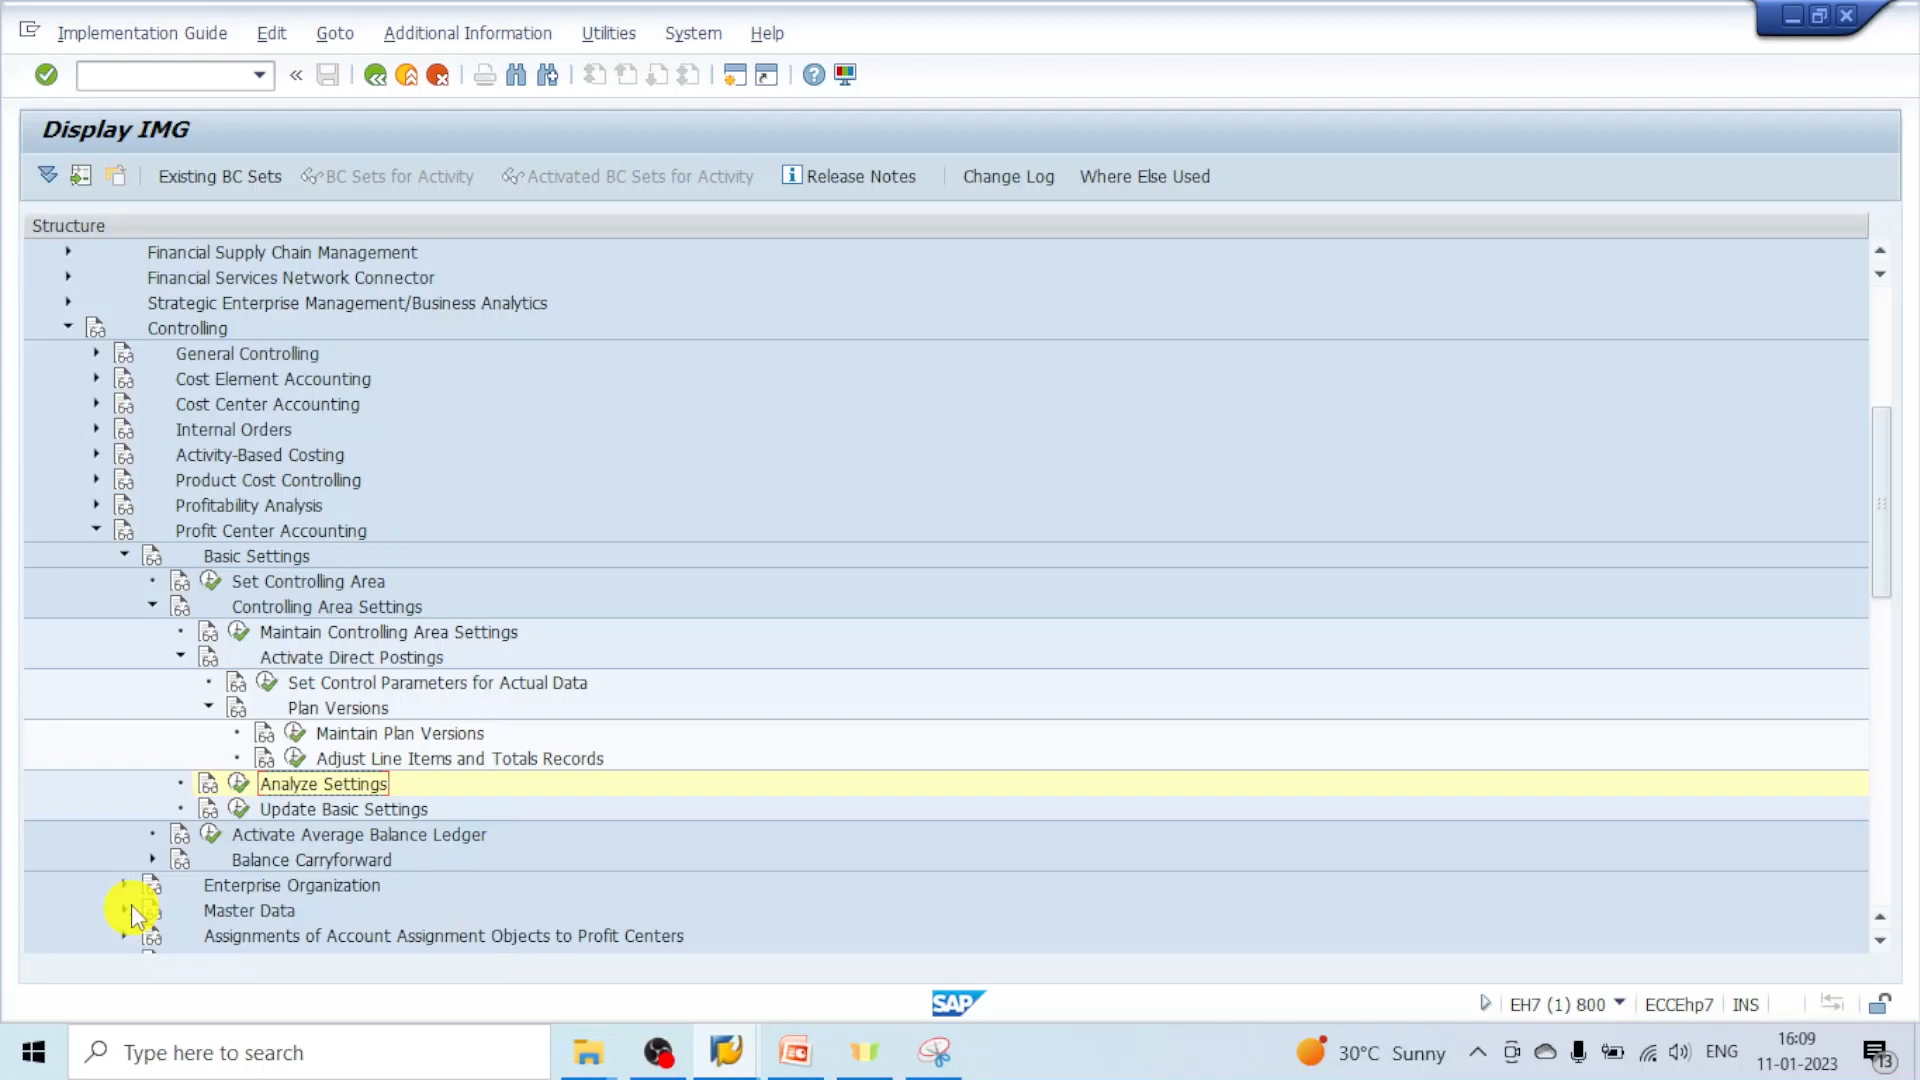 Implementation Guide Edit Goto Additional Information Utilities System Help
Display IMG
Existing BC Sets BC Sets for Activity Activated BC Sets for Activity Release Notes Change Log Where Else Used
Structure
Financial Supply Chain Management
Financial Services Network Connector
Strategic Enterprise Management/Business Analytics
Controlling
General Controlling
Cost Element Accounting
Cost Center Accounting
Internal Orders
Activity-Based Costing
Product Cost Controlling
Profitability Analysis
Profit Center Accounting
Basic Settings
Set Controlling Area
Controlling Area Settings
Maintain Controlling Area Settings
Activate Direct Postings
Set Control Parameters for Actual Data
Plan Versions
Maintain Plan Versions
Adjust Line Items and Totals Records
Analyze Settings
Update Basic Settings
Activate Average Balance Ledger
Balance Carryforward
Enterprise Organization
Master Data
Assignments of Account Assignment Objects to Profit Centers
SAP EH7 (1) 800 ECCEhp7 INS
Type here to search 30°C Sunny ENG 16:09
11-01-2023 13